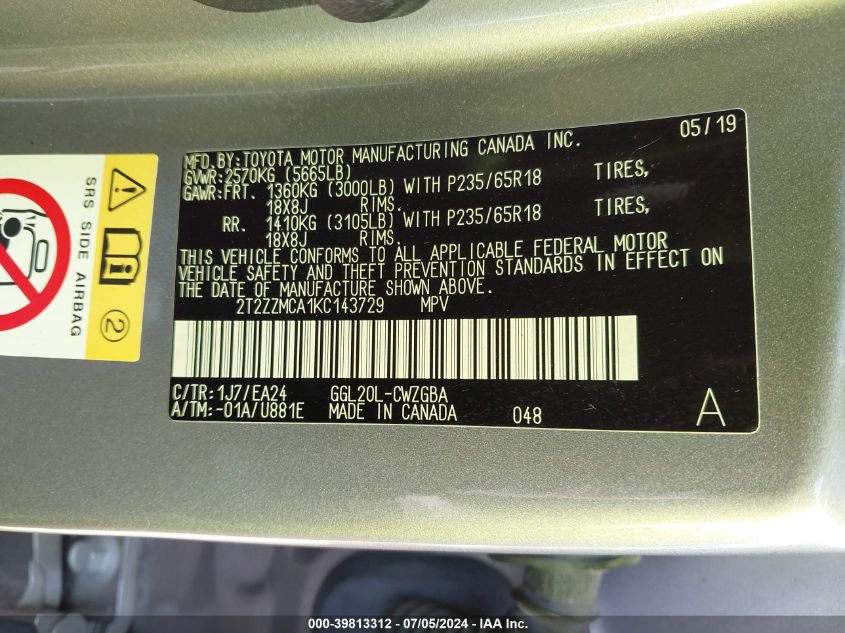 MFD.BY:TOYOTA MOTOR MANUFACTURING CANADA INC. 05/19
GVWR:2570KG (5665LB)
GAWR:FRT. 1360KG (3000LB) WITH P235/65R18 TIRES,
18X8J RIMS.
RR. 1410KG (3105LB) WITH P235/65R18 TIRES,
18X8J RIMS.
THIS VEHICLE CONFORMS TO ALL APPLICABLE FEDERAL MOTOR
VEHICLE SAFETY AND THEFT PREVENTION STANDARDS IN EFFECT ON
THE DATE OF MANUFACTURE SHOWN ABOVE.
2T2ZZMCA1KC143729 MPV
C/TR:1J7/EA24 GGL20L-CWZGBA
A/TM:-01A/U881E MADE IN CANADA 048 A
SRS SIDE AIRBAG
2
000-39813312 - 07/05/2024 - IAA Inc.